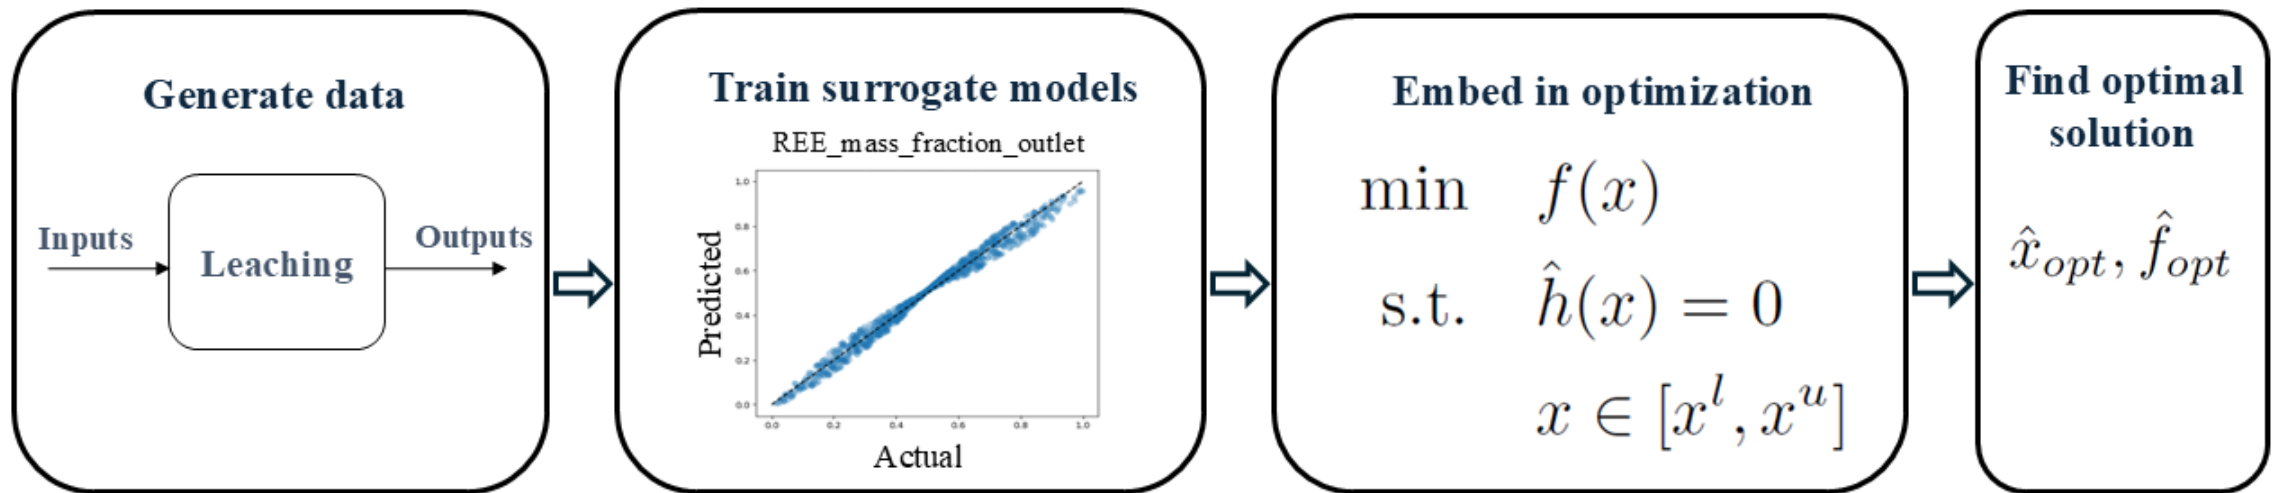 Generate data
Inputs
Leaching
Outputs
Train surrogate models
REE_mass_fraction_outlet
Predicted
1.0
0.8
0.6
0.4
0.2
0.0
0.0 0.2 0.4 0.6 0.8 1.0
Actual
Embed in optimization
min f(x)
s.t. ĥ(x) = 0
x ∈ [x^l, x^u]
Find optimal
solution
x̂_opt, f̂_opt